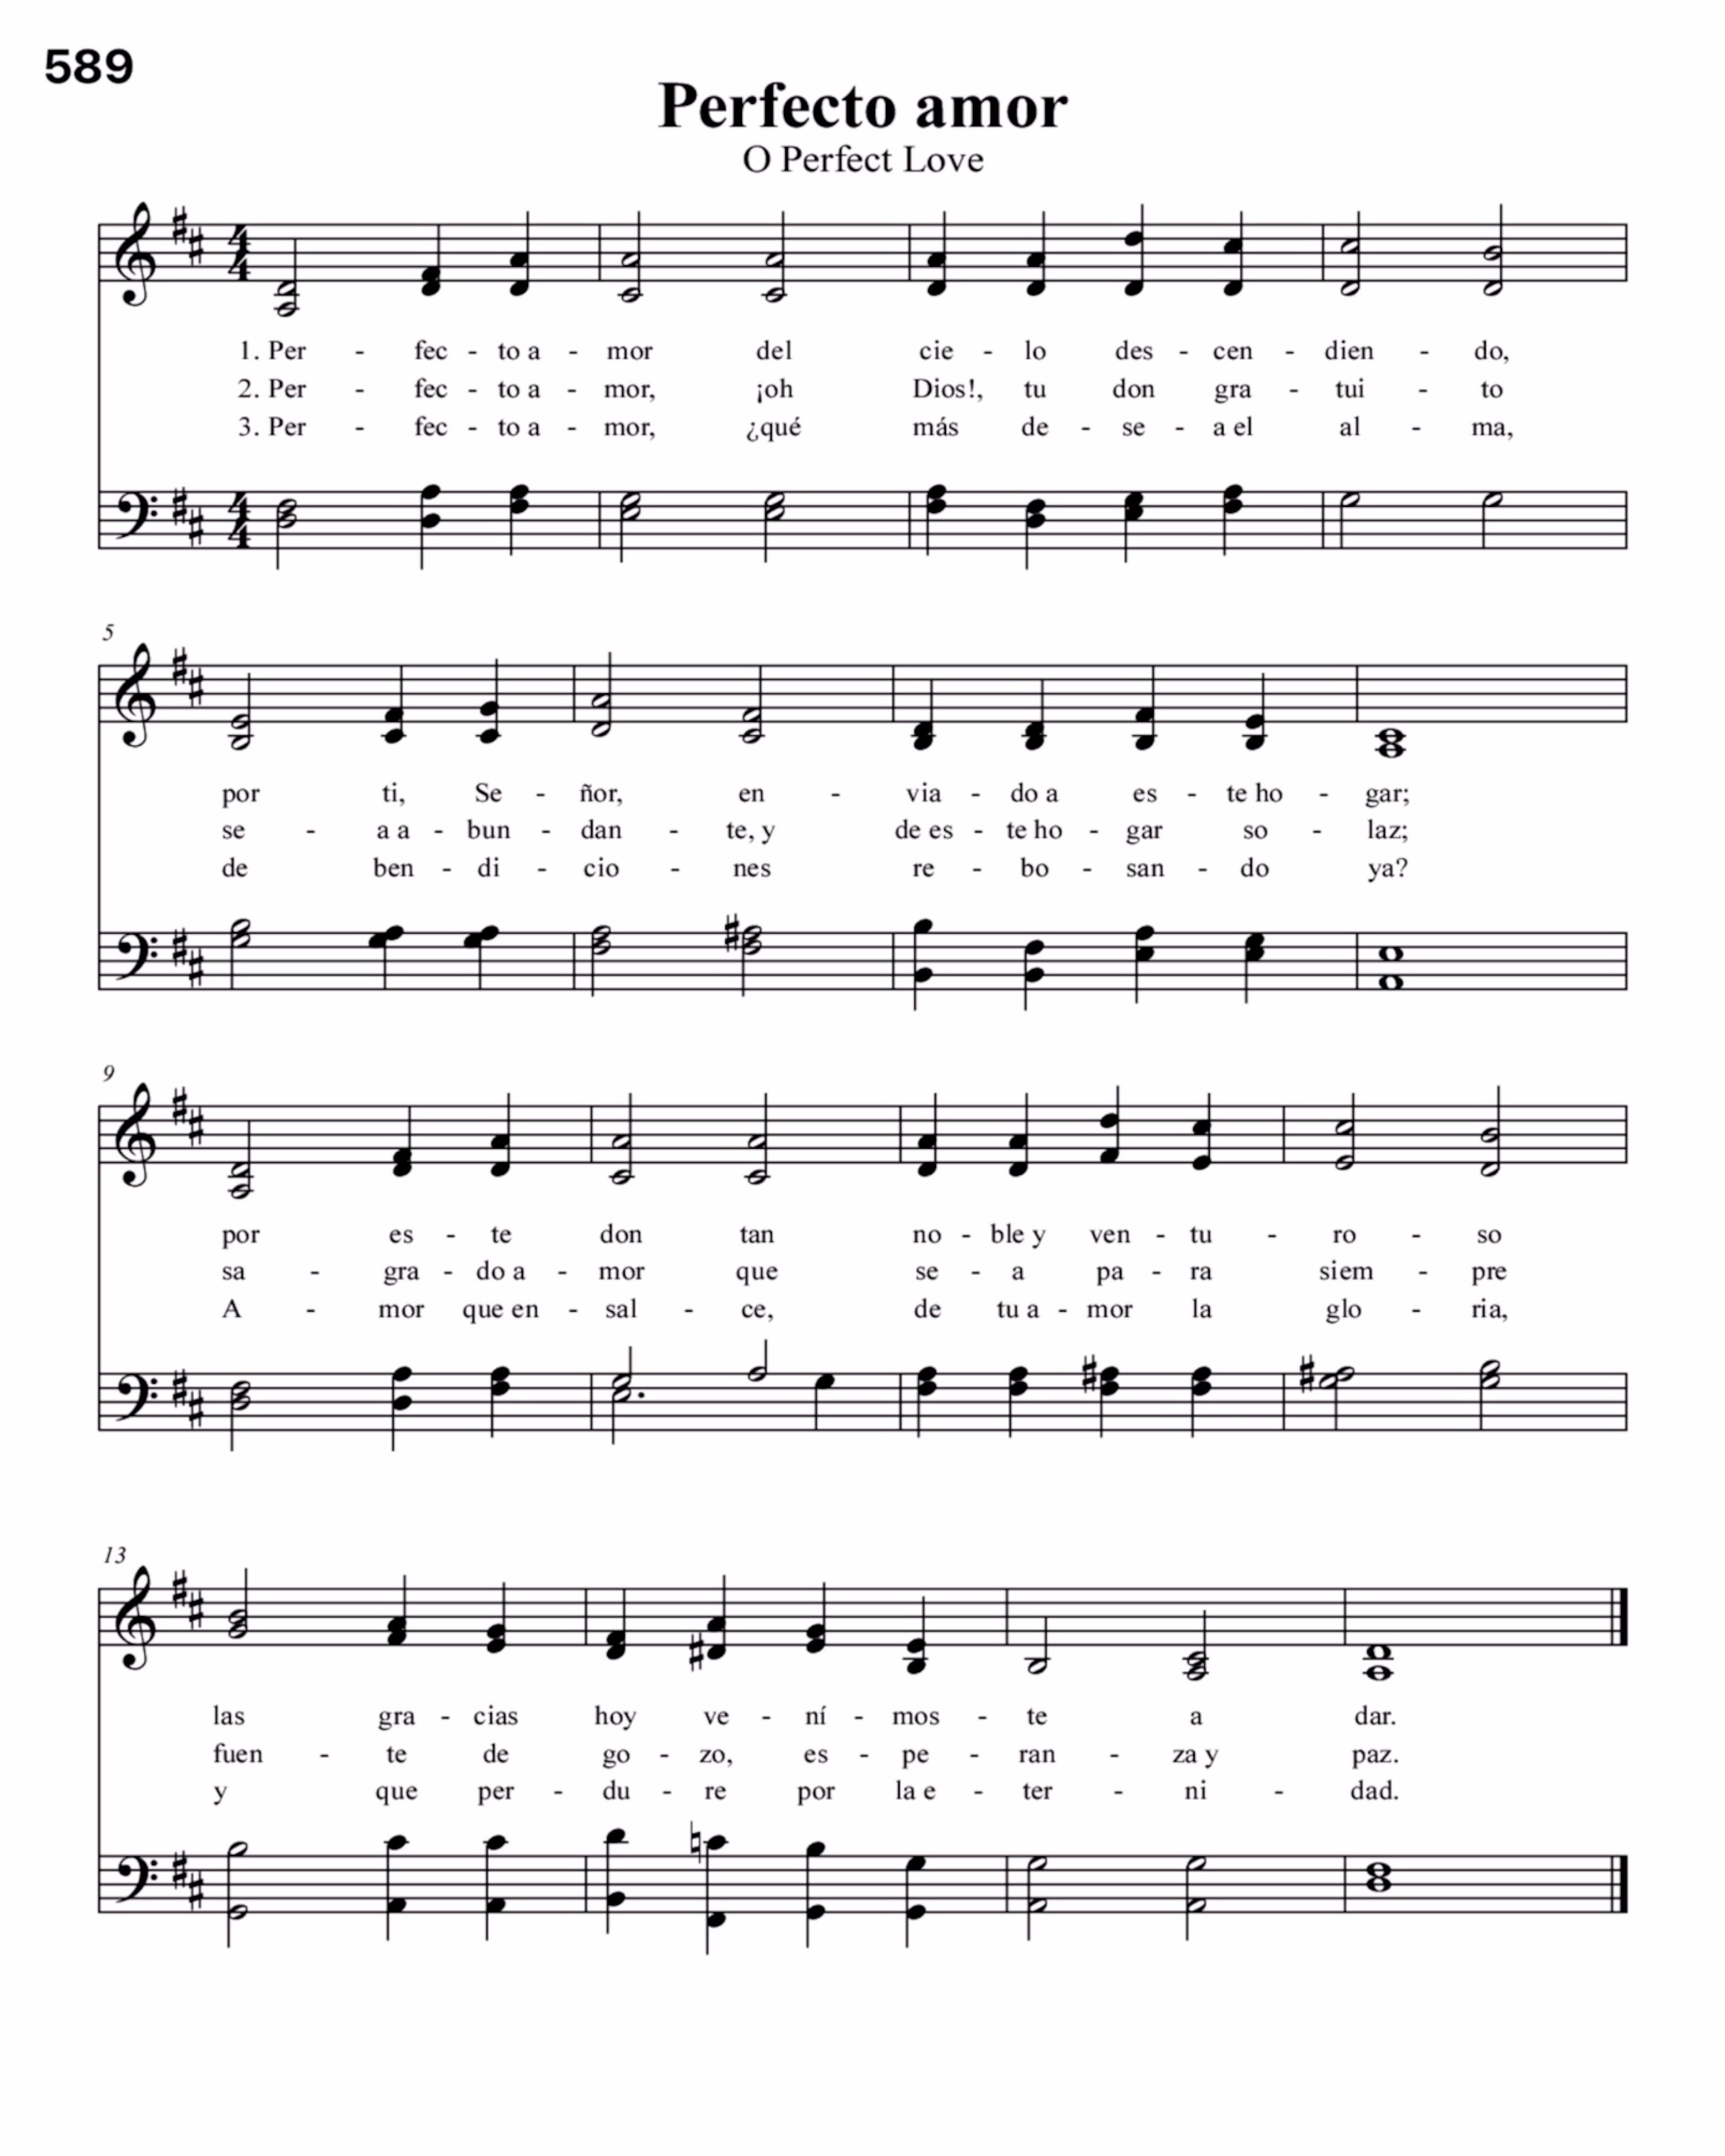 589
Perfecto amor
O Perfect Love
4 4
1. Per - fec - to a - mor del cie - lo des - cen - dien - do,
2. Per - fec - to a - mor, ¡oh Dios!, tu don gra - tui - to
3. Per - fec - to a - mor, ¿qué más de - se - a el al - ma,
4 4
5
por ti, Se - ñor, en - via - do a es - te ho - gar;
se - a a - bun - dan - te, y de es - te ho - gar so - laz;
de ben - di - cio - nes re - bo - san - do ya?
9
por es - te don tan no - ble y ven - tu - ro - so
sa - gra - do a - mor que se - a pa - ra siem - pre
A - mor que en - sal - ce, de tu a - mor la glo - ria,
13
las gra - cias hoy ve - ní - mos - te a dar.
fuen - te de go - zo, es - pe - ran - za y paz.
y que per - du - re por la e - ter - ni - dad.